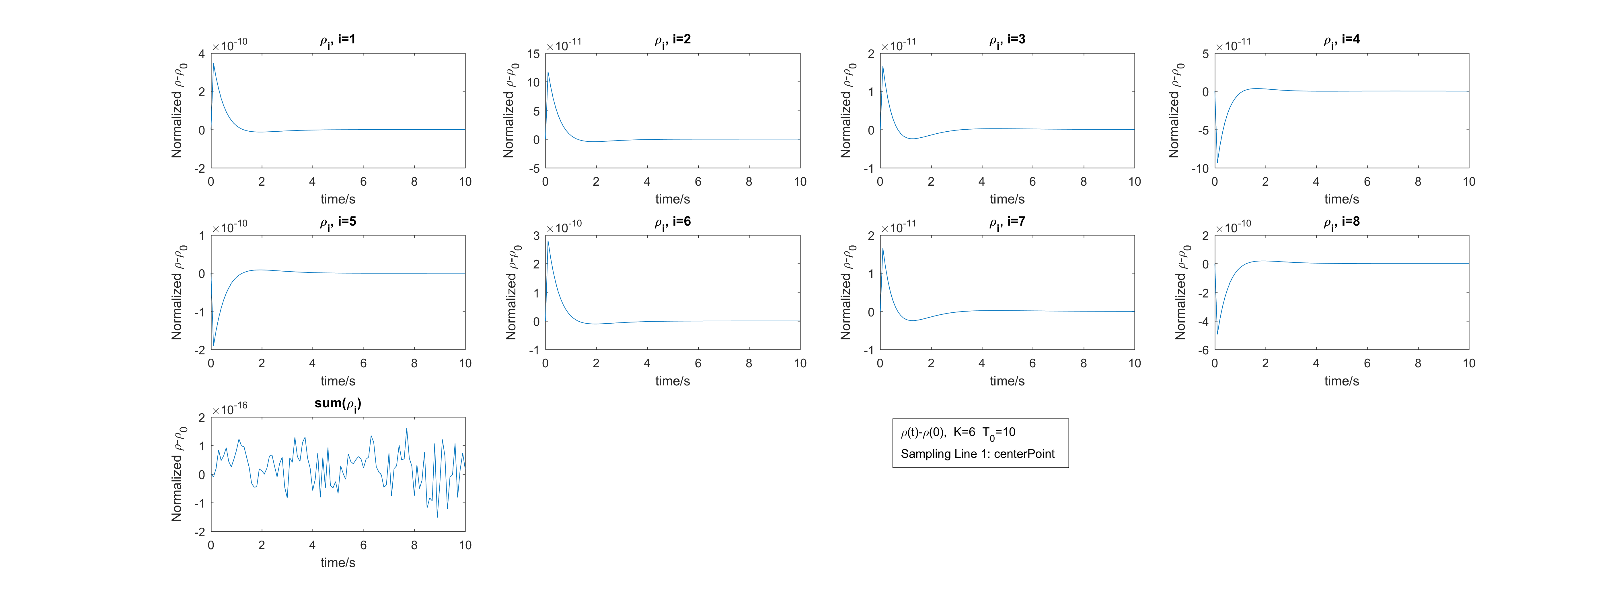 ρi, i=1
×10-10
Normalized ρ-ρ0
4
2
0
-2
0 2 4 6 8 10
time/s
ρi, i=2
×10-11
Normalized ρ-ρ0
15
10
5
0
-5
0 2 4 6 8 10
time/s
ρi, i=3
×10-11
Normalized ρ-ρ0
2
1
0
-1
0 2 4 6 8 10
time/s
ρi, i=4
×10-11
Normalized ρ-ρ0
5
0
-5
-10
0 2 4 6 8 10
time/s
ρi, i=5
×10-10
Normalized ρ-ρ0
1
0
-1
-2
0 2 4 6 8 10
time/s
ρi, i=6
×10-10
Normalized ρ-ρ0
3
2
1
0
-1
0 2 4 6 8 10
time/s
ρi, i=7
×10-11
Normalized ρ-ρ0
2
1
0
-1
0 2 4 6 8 10
time/s
ρi, i=8
×10-10
Normalized ρ-ρ0
2
0
-2
-4
-6
0 2 4 6 8 10
time/s
sum(ρi)
×10-16
Normalized ρ-ρ0
2
1
0
-1
-2
0 2 4 6 8 10
time/s
ρ(t)-ρ(0), K=6 T0=10
Sampling Line 1: centerPoint